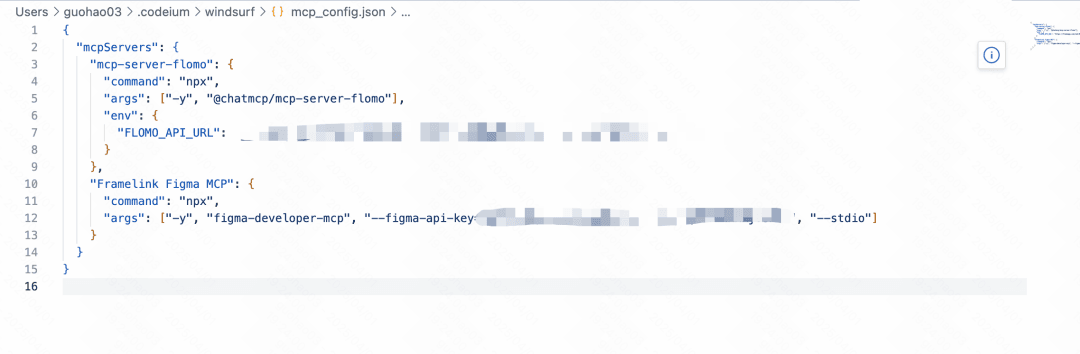 Users > guohao03 > .codeium > windsurf > {} mcp_config.json > ...
1 {
2 "mcpServers": {
3 "mcp-server-flomo": {
4 "command": "npx",
5 "args": ["-y", "@chatmcp/mcp-server-flomo"],
6 "env": {
7 "FLOMO_API_URL":
8 }
9 },
10 "Framelink Figma MCP": {
11 "command": "npx",
12 "args": ["-y", "figma-developer-mcp", "--figma-api-key= ", "--stdio"]
13 }
14 }
15 }
16